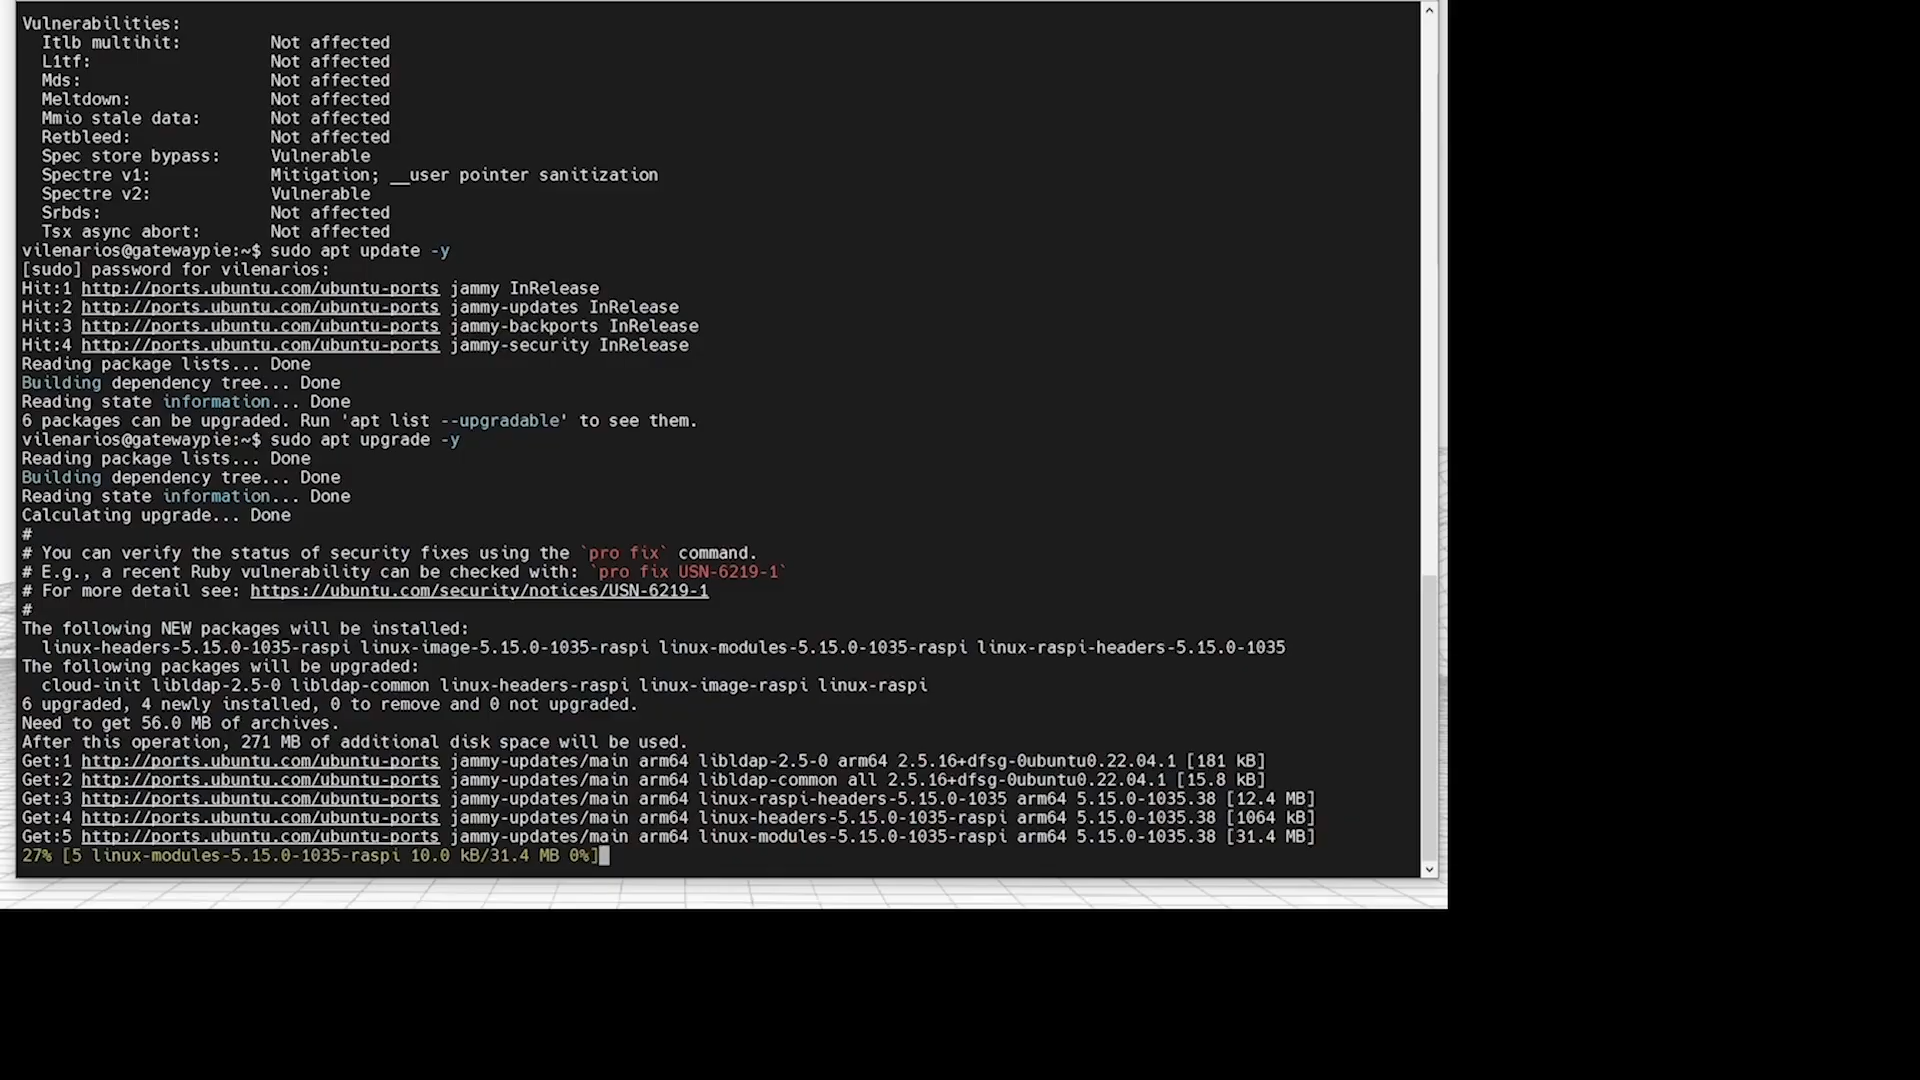 Vulnerabilities:
Itlb multihit: Not affected
L1tf: Not affected
Mds: Not affected
Meltdown: Not affected
Mmio stale data: Not affected
Retbleed: Not affected
Spec store bypass: Vulnerable
Spectre v1: Mitigation; __user pointer sanitization
Spectre v2: Vulnerable
Srbds: Not affected
Tsx async abort: Not affected
vilenarios@gatewaypie:~$ sudo apt update -y
[sudo] password for vilenarios:
Hit:1 http://ports.ubuntu.com/ubuntu-ports jammy InRelease
Hit:2 http://ports.ubuntu.com/ubuntu-ports jammy-updates InRelease
Hit:3 http://ports.ubuntu.com/ubuntu-ports jammy-backports InRelease
Hit:4 http://ports.ubuntu.com/ubuntu-ports jammy-security InRelease
Reading package lists... Done
Building dependency tree... Done
Reading state information... Done
6 packages can be upgraded. Run 'apt list --upgradable' to see them.
vilenarios@gatewaypie:~$ sudo apt upgrade -y
Reading package lists... Done
Building dependency tree... Done
Reading state information... Done
Calculating upgrade... Done
#
# You can verify the status of security fixes using the `pro fix` command.
# E.g., a recent Ruby vulnerability can be checked with: `pro fix USN-6219-1`
# For more detail see: https://ubuntu.com/security/notices/USN-6219-1
#
The following NEW packages will be installed:
linux-headers-5.15.0-1035-raspi linux-image-5.15.0-1035-raspi linux-modules-5.15.0-1035-raspi linux-raspi-headers-5.15.0-1035
The following packages will be upgraded:
cloud-init libldap-2.5-0 libldap-common linux-headers-raspi linux-image-raspi linux-raspi
6 upgraded, 4 newly installed, 0 to remove and 0 not upgraded.
Need to get 56.0 MB of archives.
After this operation, 271 MB of additional disk space will be used.
Get:1 http://ports.ubuntu.com/ubuntu-ports jammy-updates/main arm64 libldap-2.5-0 arm64 2.5.16+dfsg-0ubuntu0.22.04.1 [181 kB]
Get:2 http://ports.ubuntu.com/ubuntu-ports jammy-updates/main arm64 libldap-common all 2.5.16+dfsg-0ubuntu0.22.04.1 [15.8 kB]
Get:3 http://ports.ubuntu.com/ubuntu-ports jammy-updates/main arm64 linux-raspi-headers-5.15.0-1035 arm64 5.15.0-1035.38 [12.4 MB]
Get:4 http://ports.ubuntu.com/ubuntu-ports jammy-updates/main arm64 linux-headers-5.15.0-1035-raspi arm64 5.15.0-1035.38 [1064 kB]
Get:5 http://ports.ubuntu.com/ubuntu-ports jammy-updates/main arm64 linux-modules-5.15.0-1035-raspi arm64 5.15.0-1035.38 [31.4 MB]
27% [5 linux-modules-5.15.0-1035-raspi 10.0 kB/31.4 MB 0%]